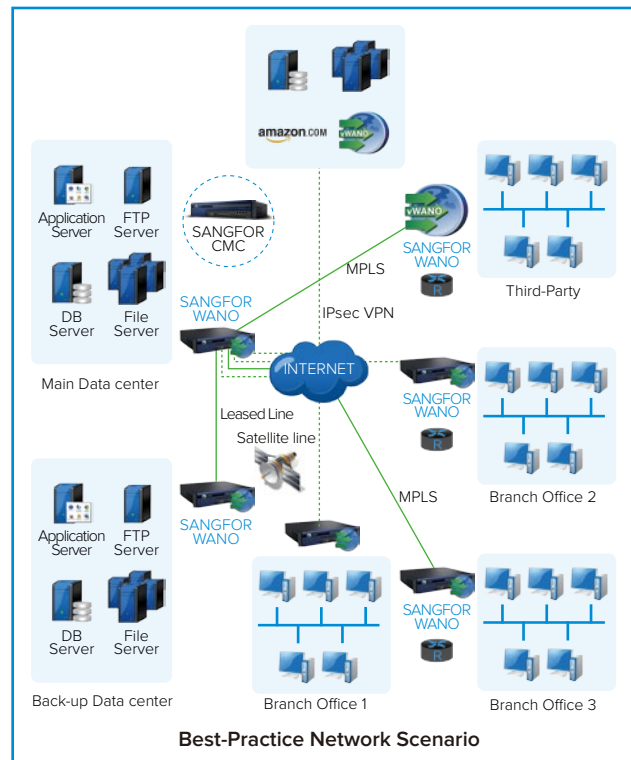 amazon.com
vWANO
Application
Server
FTP
Server
DB
Server
File
Server
Main Data center
SANGFOR
CMC
vWANO
SANGFOR
WANO
R
Third-Party
MPLS
IPsec VPN
SANGFOR
WANO
INTERNET
SANGFOR
WANO
R
Branch Office 2
Leased Line
Satellite line
MPLS
Application
Server
FTP
Server
DB
Server
File
Server
Back-up Data center
SANGFOR
WANO
Branch Office 1
SANGFOR
WANO
R
Branch Office 3
Best-Practice Network Scenario